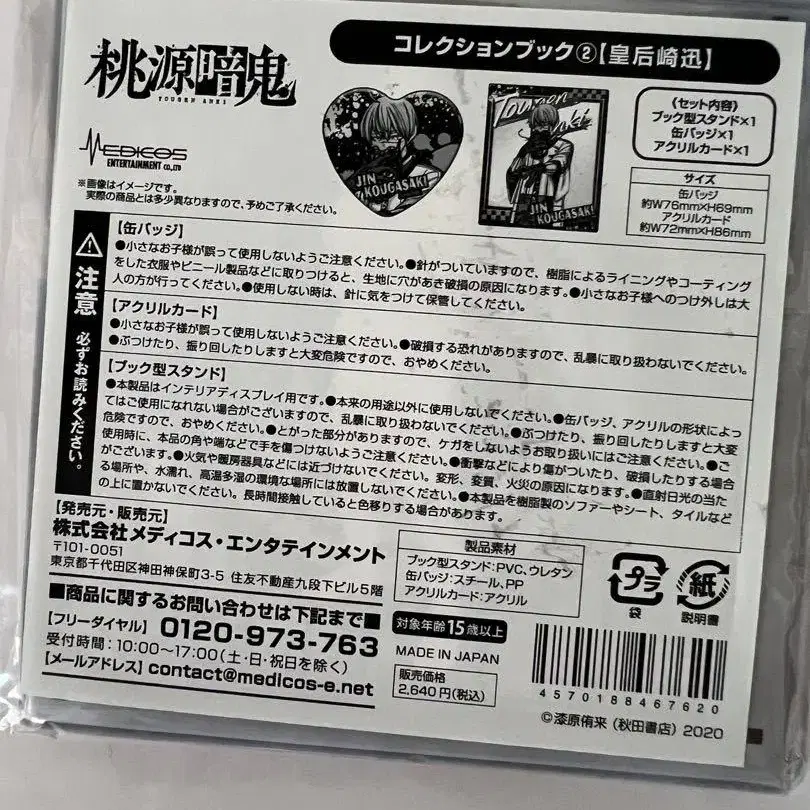 桃源暗鬼
TOUGEN ANKI
コレクションブック②【皇后崎迅】
MEDICOS
ENTERTAINMENT CO.,LTD
※画像はイメージです。
実際の商品とは多少異なりますので、予めご了承ください。
JIN
KOUGASAKI
Tougen
Anki
JIN
KOUGASAKI
《セット内容》
ブック型スタンド×1
缶バッジ×1
アクリルカード×1
サイズ
缶バッジ
約W76mm×H69mm
アクリルカード
約W72mm×H86mm
注意
必ずお読みください。
【缶バッジ】
●小さなお子様が誤って使用しないようご注意ください。●針がついていますので、樹脂によるライニングやコーティング
をした衣服やビニール製品などに取りつけると、生地に穴があき破損の原因になります。●小さなお子様へのつけ外しは大
人の方が行ってください。●使用しない時は、針に気をつけて保管してください。
【アクリルカード】
●小さなお子様が誤って使用しないようご注意ください。●破損する恐れがありますので、乱暴に取り扱わないでください。
●ぶつけたり、振り回したりしますと大変危険ですので、おやめください。
【ブック型スタンド】
●本製品はインテリアディスプレイ用です。●本来の用途以外に使用しないでください。●缶バッジ、アクリルの形状によっ
てはご使用になれない場合がございますので、乱暴に取り扱わないでください。●ぶつけたり、振り回したりしますと大変
危険ですので、おやめください。●とがった部分がありますので、ケガをしないようお取り扱いにはご注意ください。●ご
使用時に、本品の角や端などで手を傷つけないようご注意ください。●衝撃などにより傷がついたり、破損したりする場合
がございます。●火気や暖房器具などには近づけないでください。変形、変質、火災の原因になります。●直射日光の当た
る場所や、水濡れ、高温多湿の環境な場所には放置しないでください。●本製品を樹脂製のソファーやシート、タイルなど
の上に置かないでください。長時間接触していると色移りする場合があります。
【発売元・販売元】
株式会社メディコス・エンタテインメント
〒101-0051
東京都千代田区神田神保町3-5 住友不動産九段下ビル5階
■商品に関するお問い合わせは下記まで■
【フリーダイヤル】 0120-973-763
受付時間：10:00～17:00(土・日・祝日を除く)
【メールアドレス】contact@medicos-e.net
製品素材
ブック型スタンド：PVC、ウレタン
缶バッジ：スチール、PP
アクリルカード：アクリル
対象年齢15歳以上
MADE IN JAPAN
販売価格
2,640円(税込)
プラ
袋
紙
説明書
4570188467620
©漆原侑来（秋田書店）2020